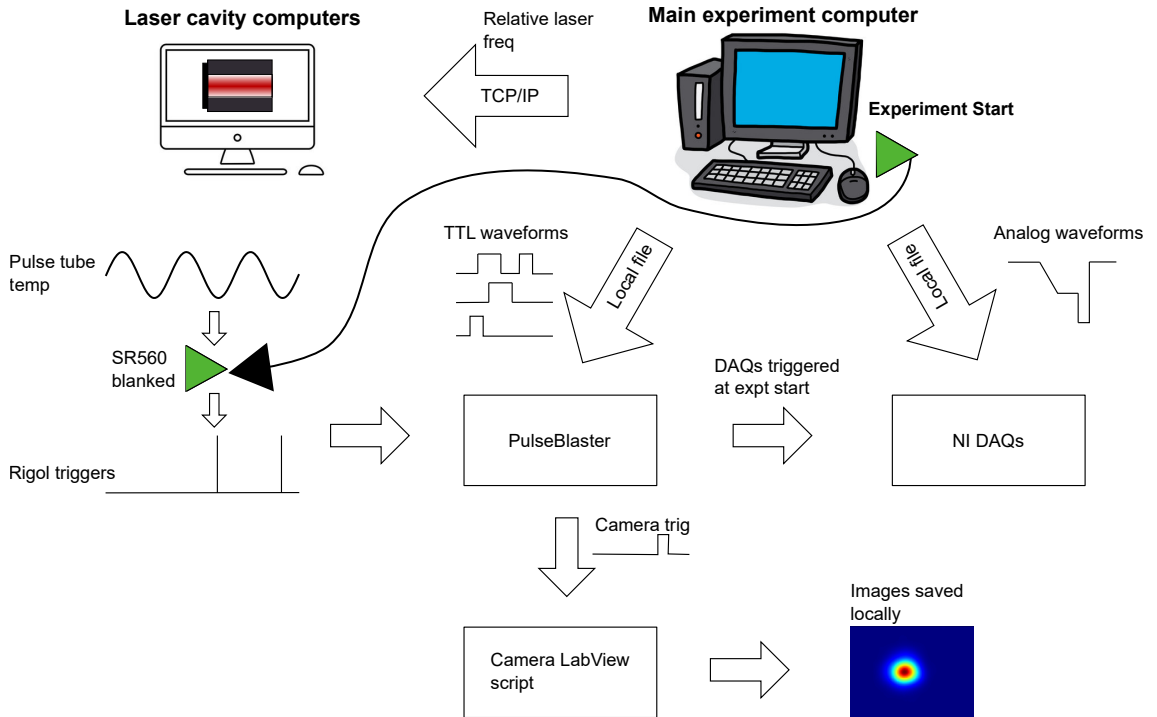 Laser cavity computers
Relative laser
freq
TCP/IP
Main experiment computer
Experiment Start
Pulse tube
temp
TTL waveforms
Local file
Local file
Analog waveforms
SR560
blanked
DAQs triggered
at expt start
Rigol triggers
PulseBlaster
NI DAQs
Camera trig
Camera LabView
script
Images saved
locally